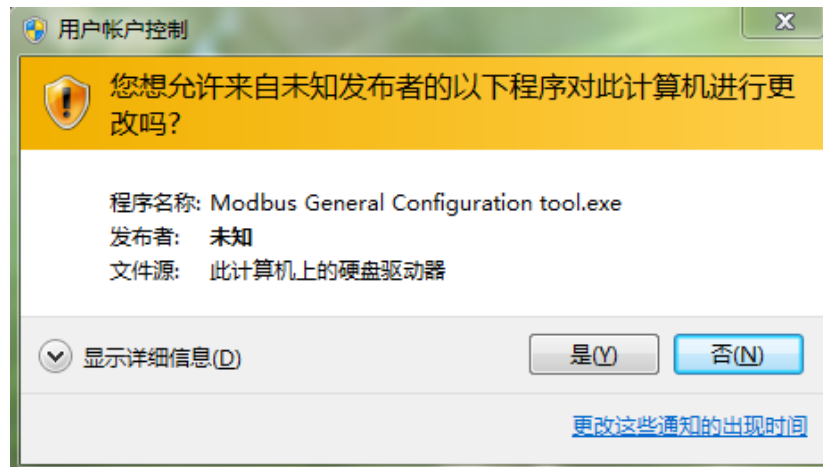 用户帐户控制
您想允许来自未知发布者的以下程序对此计算机进行更
改吗?
程序名称: Modbus General Configuration tool.exe
发布者: 未知
文件源: 此计算机上的硬盘驱动器
显示详细信息(D) 是(Y) 否(N)
更改这些通知的出现时间